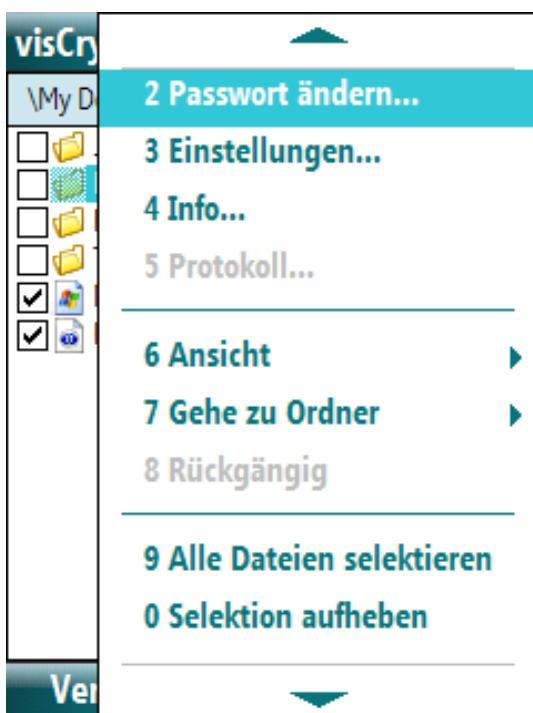 visCry
\My D
2 Passwort ändern...
3 Einstellungen...
4 Info...
5 Protokoll...
6 Ansicht
7 Gehe zu Ordner
8 Rückgängig
9 Alle Dateien selektieren
0 Selektion aufheben
Ver